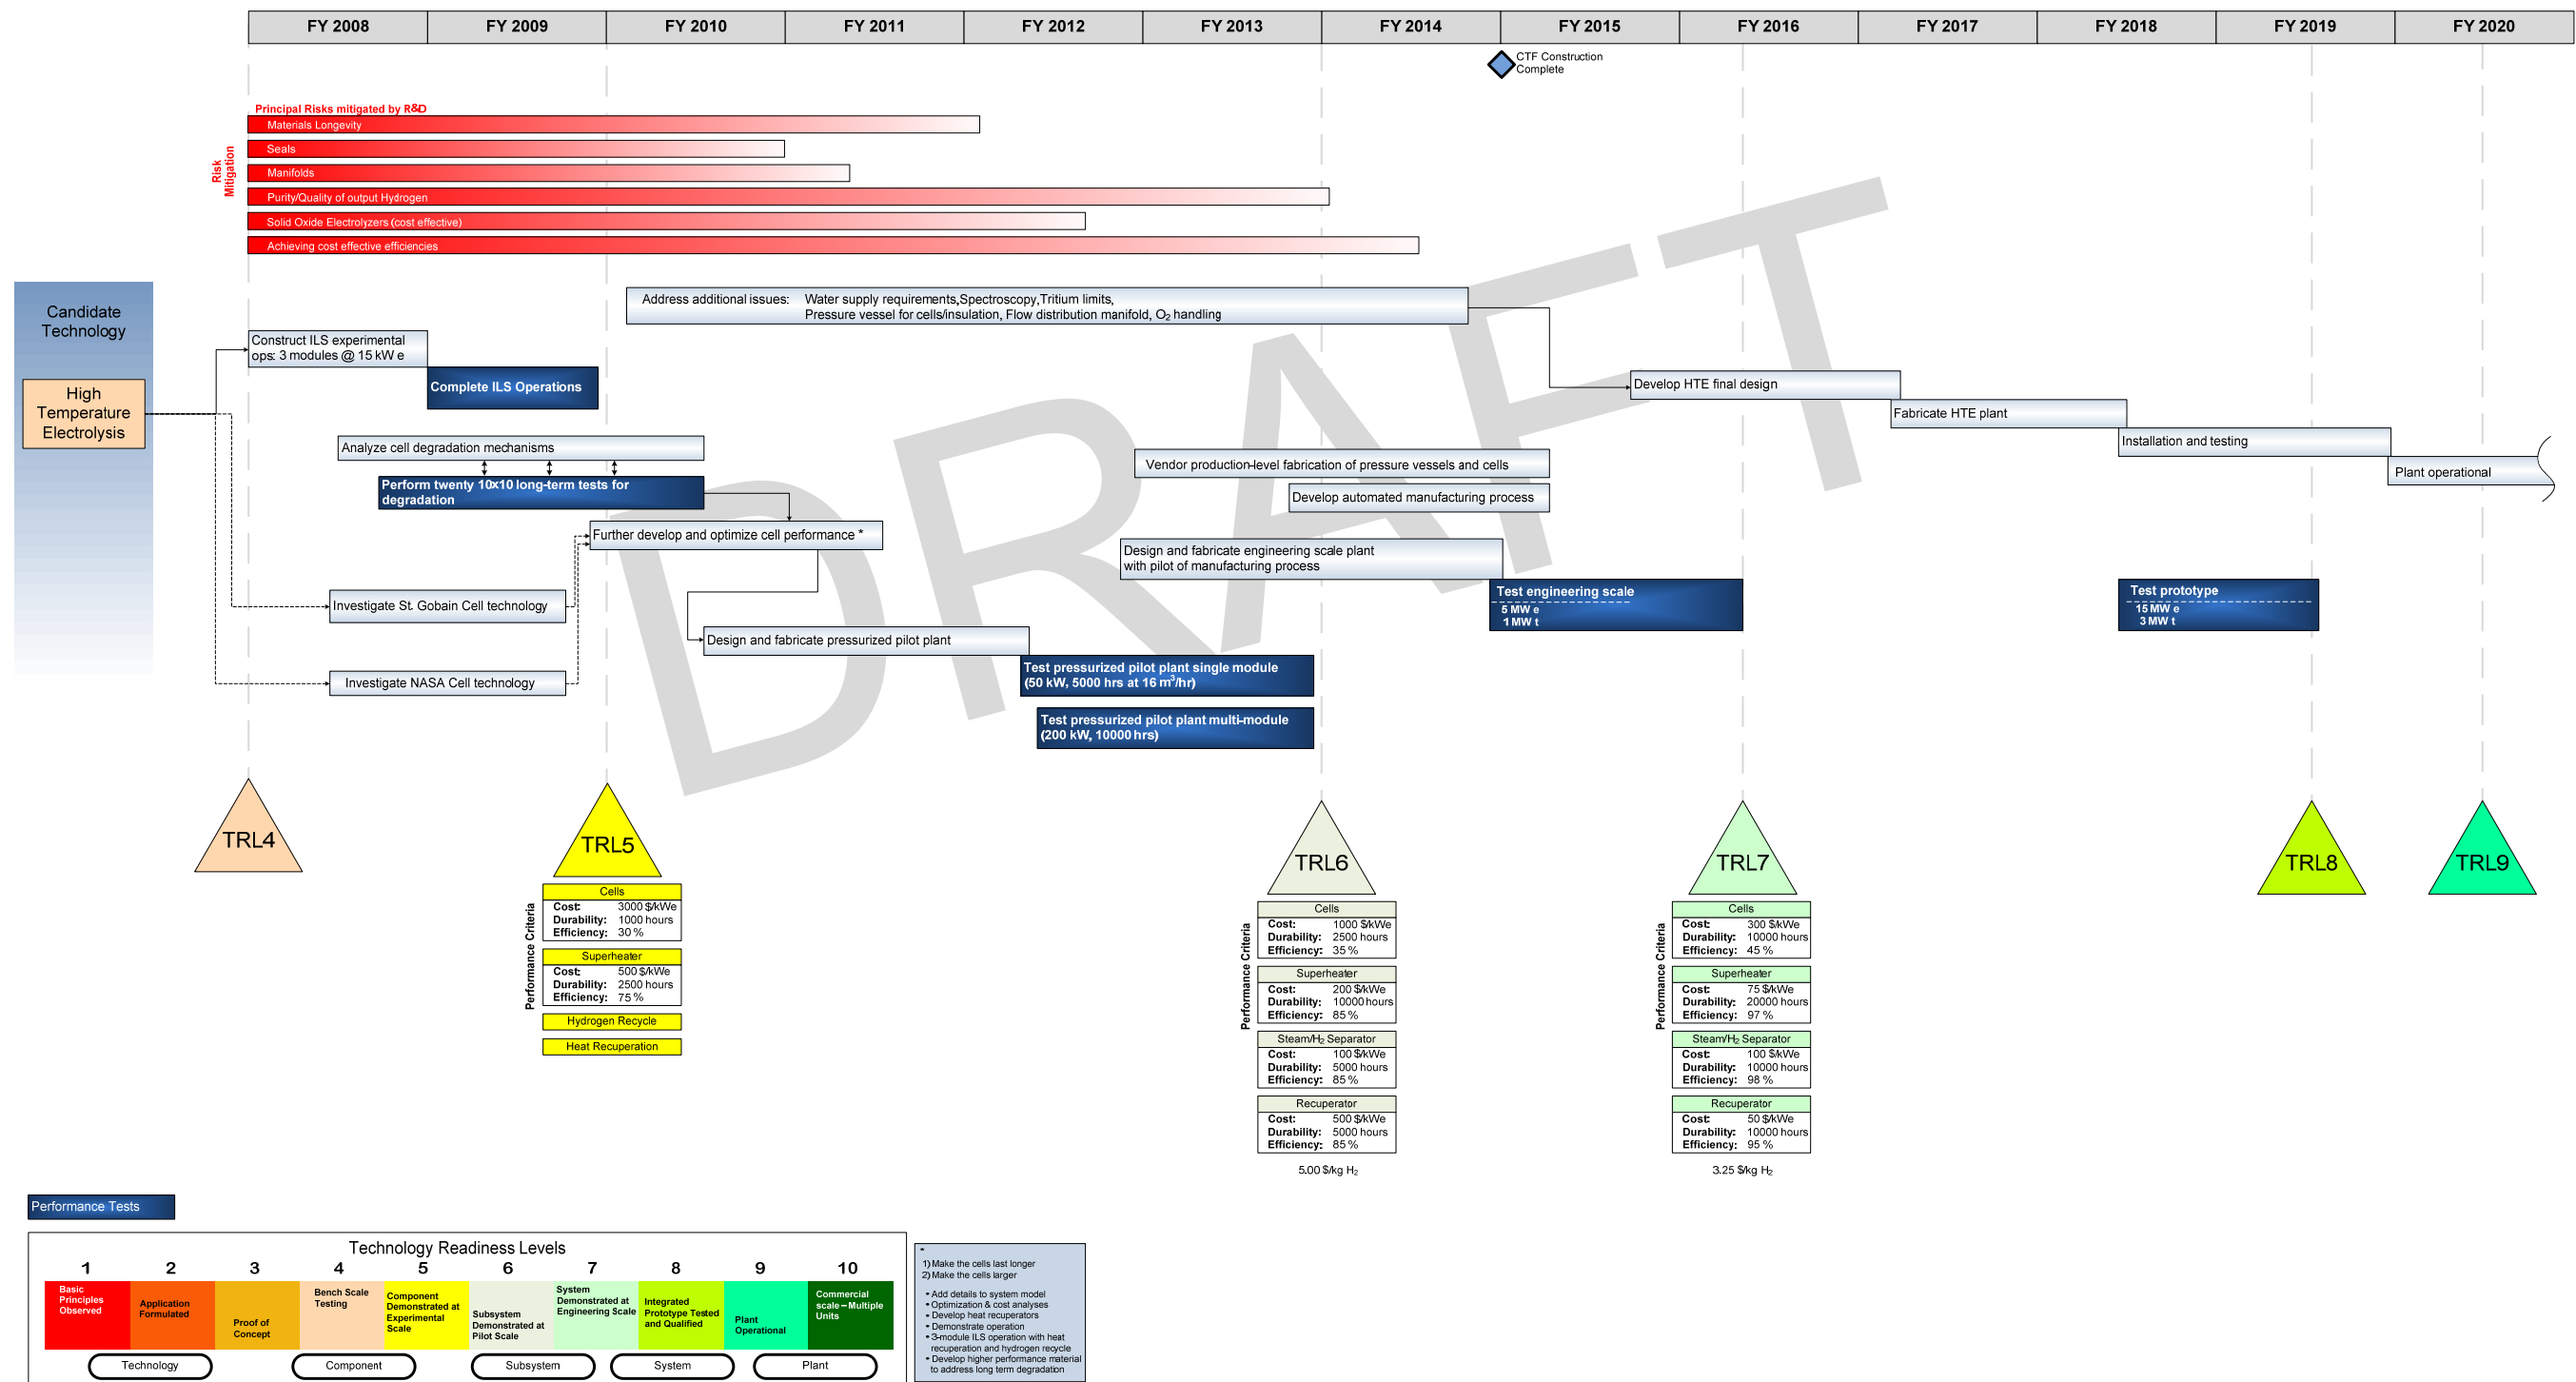 FY 2008
FY 2009
FY 2010
FY 2011
FY 2012
FY 2013
FY 2014
FY 2015
FY 2016
FY 2017
FY 2018
FY 2019
FY 2020
CTF Construction
Complete
Principal Risks mitigated by R&D
Risk
Mitigation
Materials Longevity
Seals
Manifolds
Purity/Quality of output Hydrogen
Solid Oxide Electrolyzers (cost effective)
Achieving cost effective efficiencies
DRAFT
Candidate
Technology
High
Temperature
Electrolysis
Address additional issues: Water supply requirements,Spectroscopy,Tritium limits,
Pressure vessel for cells/insulation, Flow distribution manifold, O₂ handling
Construct ILS experimental
ops: 3 modules @ 15 kW e
Complete ILS Operations
Develop HTE final design
Fabricate HTE plant
Installation and testing
Plant operational
Analyze cell degradation mechanisms
Perform twenty 10x10 long-term tests for
degradation
Vendor production-level fabrication of pressure vessels and cells
Develop automated manufacturing process
Further develop and optimize cell performance *
Design and fabricate engineering scale plant
with pilot of manufacturing process
Investigate St. Gobain Cell technology
Test engineering scale
5 MW e
1 MW t
Test prototype
15 MW e
3 MW t
Design and fabricate pressurized pilot plant
Investigate NASA Cell technology
Test pressurized pilot plant single module
(50 kW, 5000 hrs at 16 m³/hr)
Test pressurized pilot plant multi-module
(200 kW, 10000 hrs)
TRL4
TRL5
TRL6
TRL7
TRL8
TRL9
Performance Criteria
Cells
Cost: 3000 $/kWe
Durability: 1000 hours
Efficiency: 30 %
Superheater
Cost: 500 $/kWe
Durability: 2500 hours
Efficiency: 75 %
Hydrogen Recycle
Heat Recuperation
Performance Criteria
Cells
Cost: 1000 $/kWe
Durability: 2500 hours
Efficiency: 35 %
Superheater
Cost: 200 $/kWe
Durability: 10000 hours
Efficiency: 85 %
Steam/H₂ Separator
Cost: 100 $/kWe
Durability: 5000 hours
Efficiency: 85 %
Recuperator
Cost: 500 $/kWe
Durability: 5000 hours
Efficiency: 85 %
5.00 $/kg H₂
Performance Criteria
Cells
Cost: 300 $/kWe
Durability: 10000 hours
Efficiency: 45 %
Superheater
Cost: 75 $/kWe
Durability: 20000 hours
Efficiency: 97 %
Steam/H₂ Separator
Cost: 100 $/kWe
Durability: 10000 hours
Efficiency: 98 %
Recuperator
Cost: 50 $/kWe
Durability: 10000 hours
Efficiency: 95 %
3.25 $/kg H₂
Performance Tests
Technology Readiness Levels
1
2
3
4
5
6
7
8
9
10
Basic
Principles
Observed
Application
Formulated
Proof of
Concept
Bench Scale
Testing
Component
Demonstrated at
Experimental
Scale
Subsystem
Demonstrated at
Pilot Scale
System
Demonstrated at
Engineering Scale
Integrated
Prototype Tested
and Qualified
Plant
Operational
Commercial
scale – Multiple
Units
Technology
Component
Subsystem
System
Plant
*
1) Make the cells last longer
2) Make the cells larger
• Add details to system model
• Optimization & cost analyses
• Develop heat recuperators
• Demonstrate operation
• 3-module ILS operation with heat
recuperation and hydrogen recycle
• Develop higher performance material
to address long term degradation